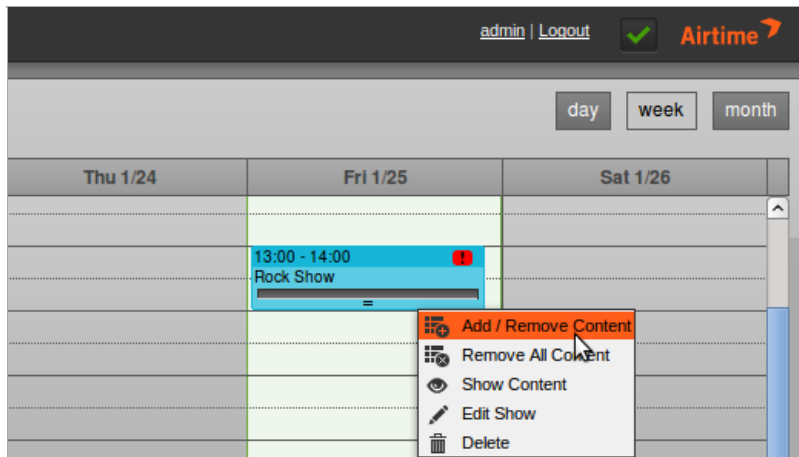 admin | Logout
Airtime
day week month
Thu 1/24 Fri 1/25 Sat 1/26
13:00 - 14:00 !
Rock Show
Add / Remove Content
Remove All Content
Show Content
Edit Show
Delete